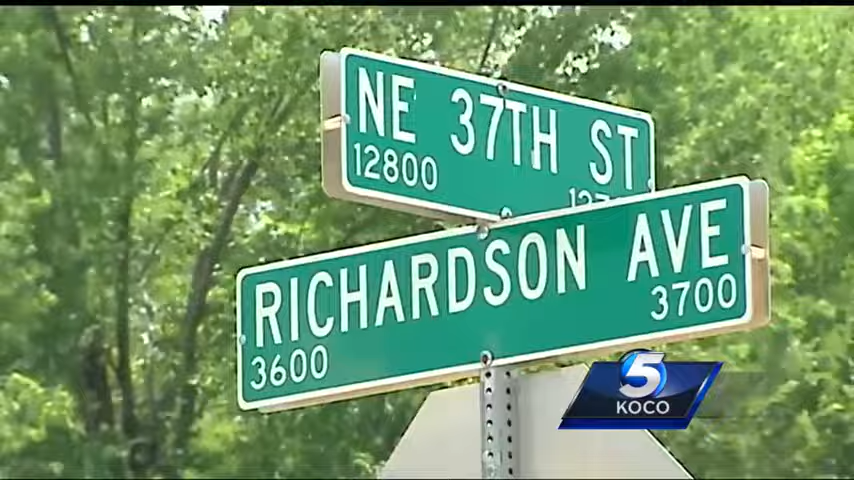 NE 37TH ST
12800
RICHARDSON AVE
3600 3700
5
KOCO